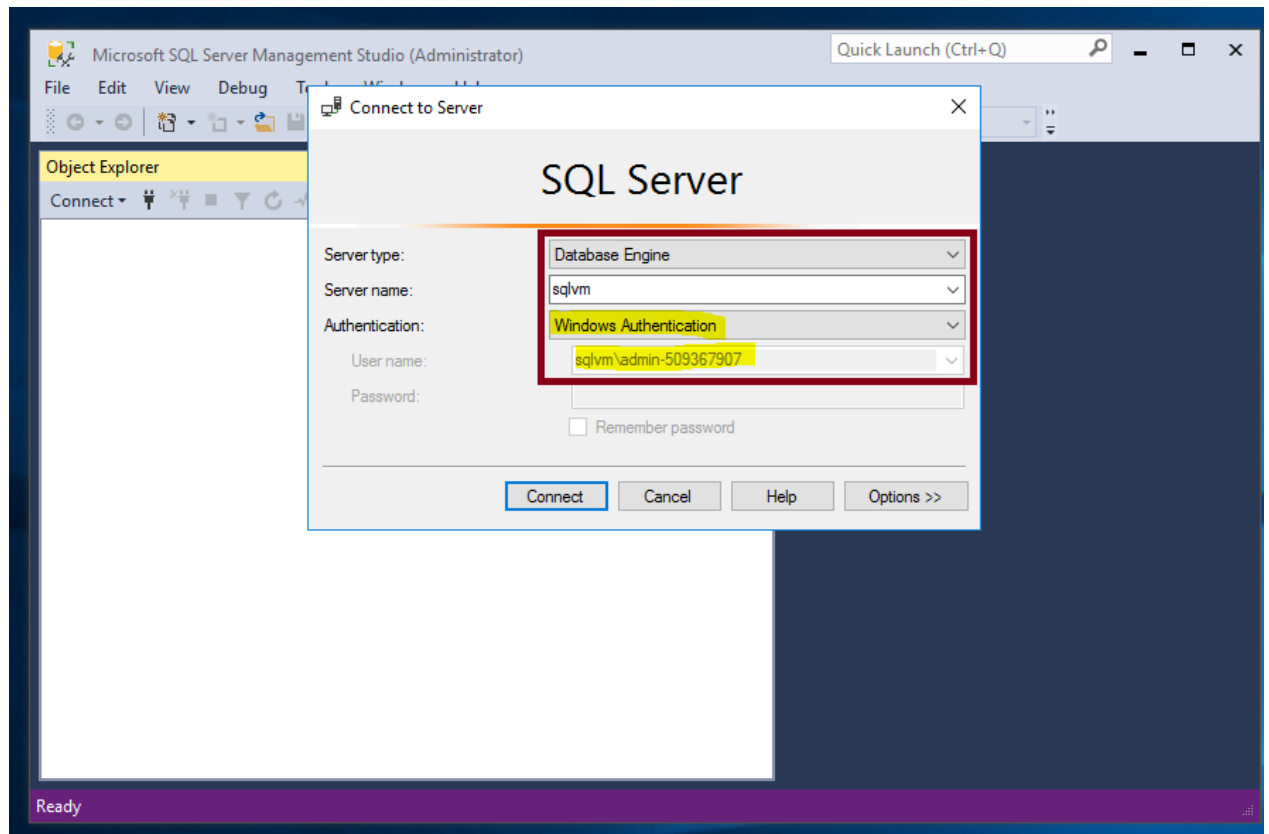 Microsoft SQL Server Management Studio (Administrator)
Quick Launch (Ctrl+Q)
File Edit View Debug
Connect to Server
Object Explorer
Connect
SQL Server
Server type: Database Engine
Server name: sqlvm
Authentication: Windows Authentication
User name: sqlvm\admin-509367907
Password:
Remember password
Connect Cancel Help Options >>
Ready